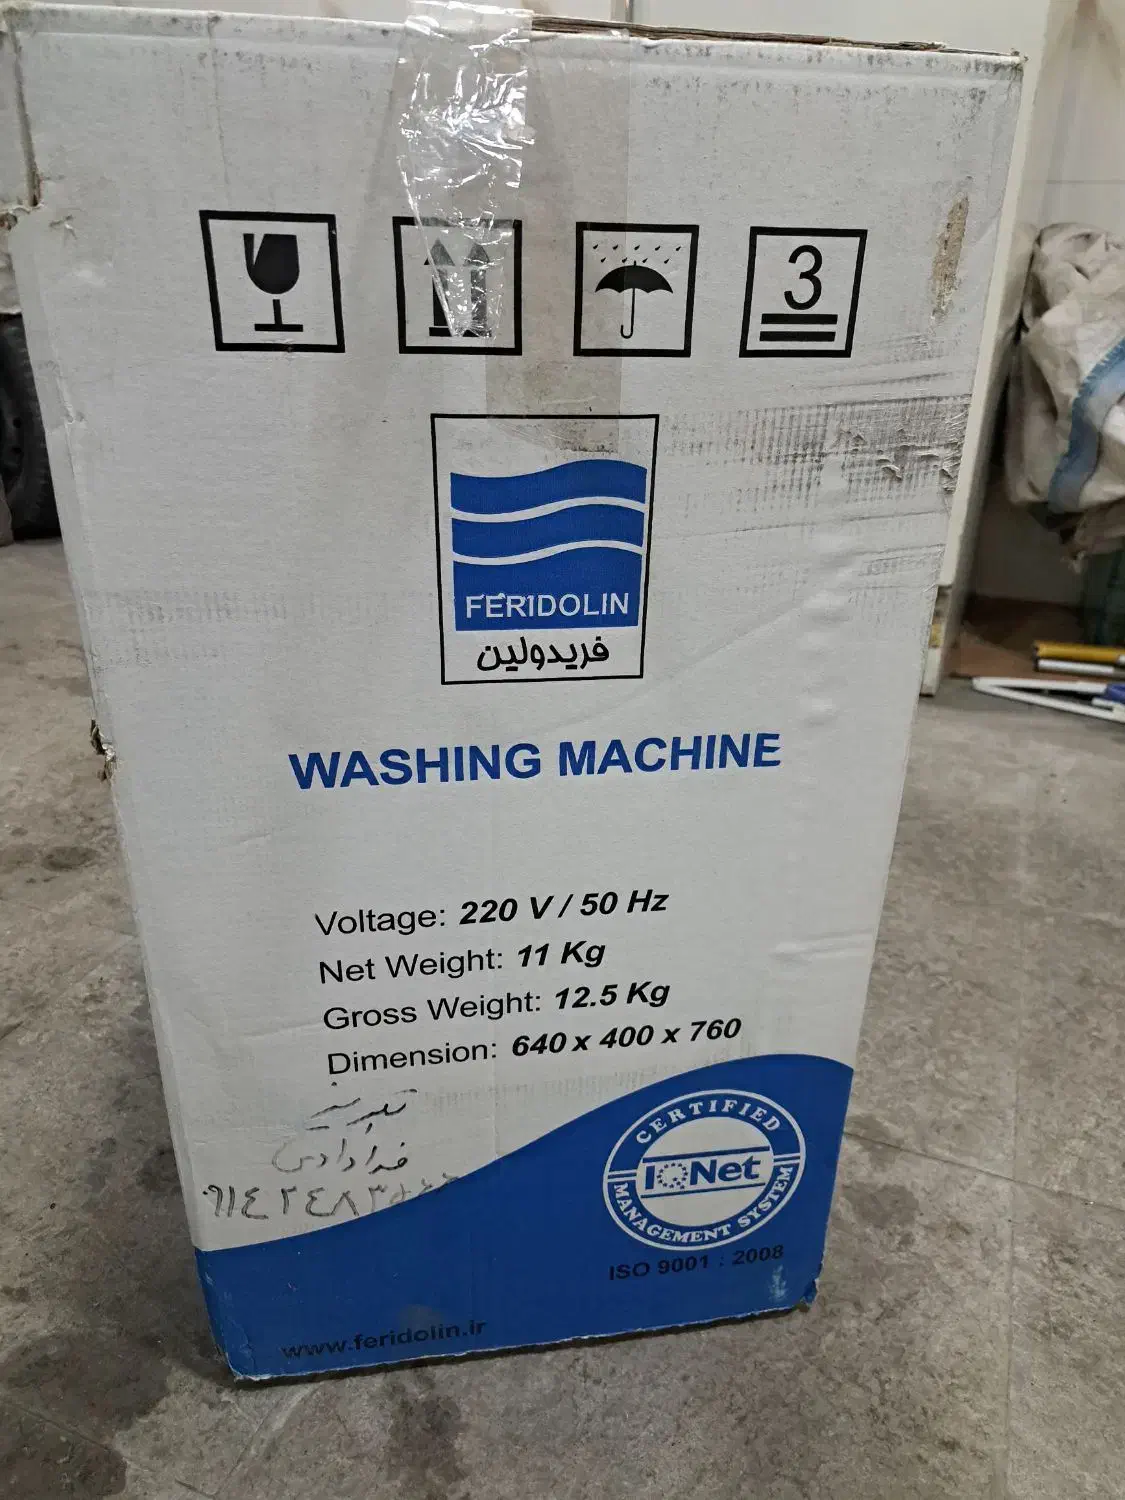 3
FERIDOLIN
فریدولین
WASHING MACHINE
Voltage: 220 V / 50 Hz
Net Weight: 11 Kg
Gross Weight: 12.5 Kg
Dimension: 640 x 400 x 760
CERTIFIED
IQNet
MANAGEMENT SYSTEM
ISO 9001 : 2008
www.feridolin.ir